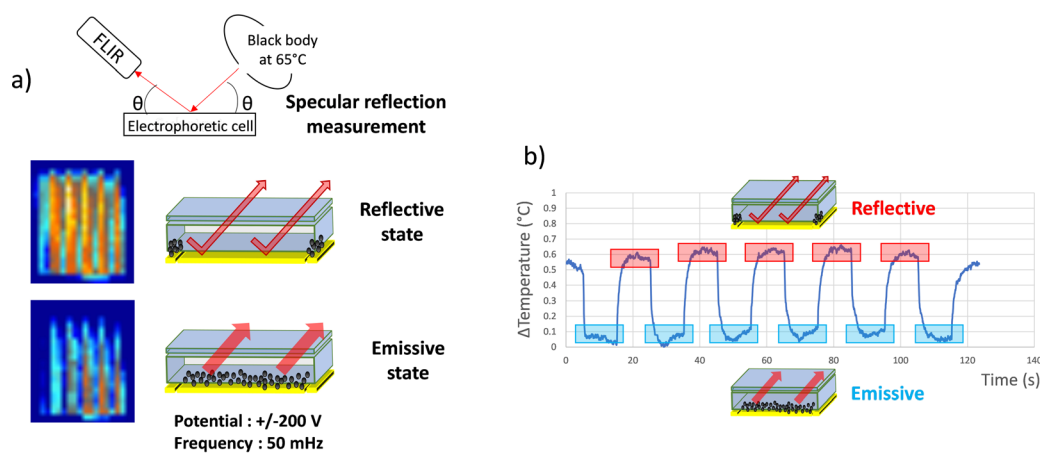 a)
FLIR
Black body
at 65°C
θ
θ
Electrophoretic cell
Specular reflection
measurement
Reflective
state
Emissive
state
Potential : +/-200 V
Frequency : 50 mHz
b)
Reflective
ΔTemperature (°C)
1
0.9
0.8
0.7
0.6
0.5
0.4
0.3
0.2
0.1
0
0
20
40
60
80
100
120
140
Time (s)
Emissive